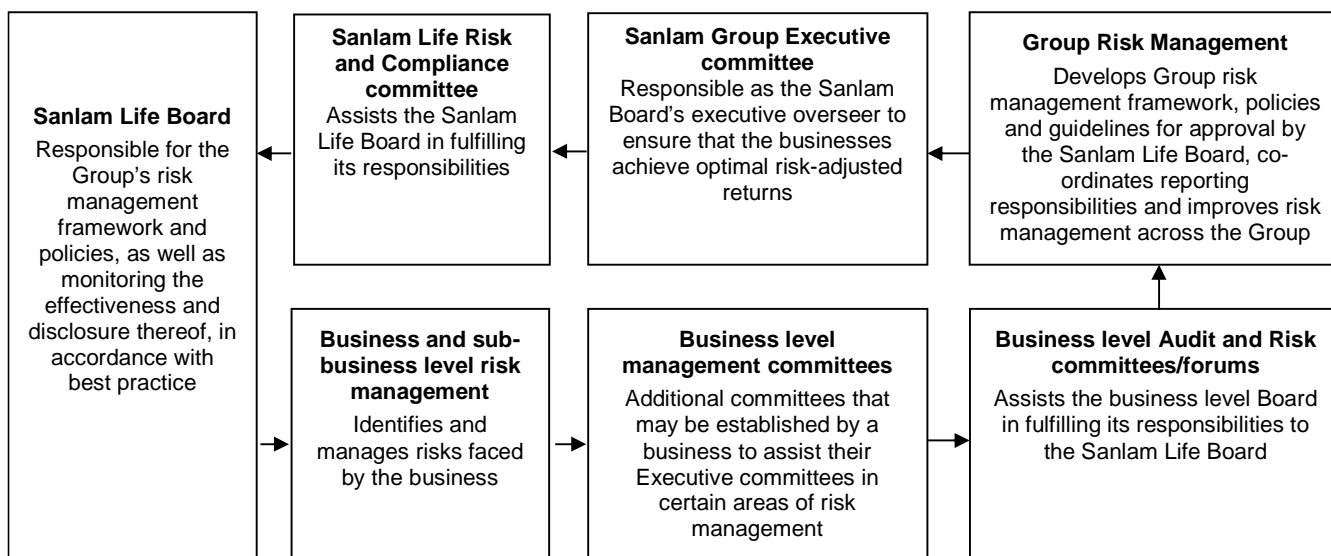 Sanlam Life Board
Responsible for the
Group's risk
management
framework and
policies, as well as
monitoring the
effectiveness and
disclosure thereof, in
accordance with
best practice
Sanlam Life Risk
and Compliance
committee
Assists the Sanlam
Life Board in fulfilling
its responsibilities
Sanlam Group Executive
committee
Responsible as the Sanlam
Board's executive overseer to
ensure that the businesses
achieve optimal risk-adjusted
returns
Group Risk Management
Develops Group risk
management framework, policies
and guidelines for approval by
the Sanlam Life Board, co-
ordinates reporting
responsibilities and improves risk
management across the Group
Business and sub-
business level risk
management
Identifies and
manages risks faced
by the business
Business level
management committees
Additional committees that
may be established by a
business to assist their
Executive committees in
certain areas of risk
management
Business level Audit and Risk
committees/forums
Assists the business level Board
in fulfilling its responsibilities to
the Sanlam Life Board